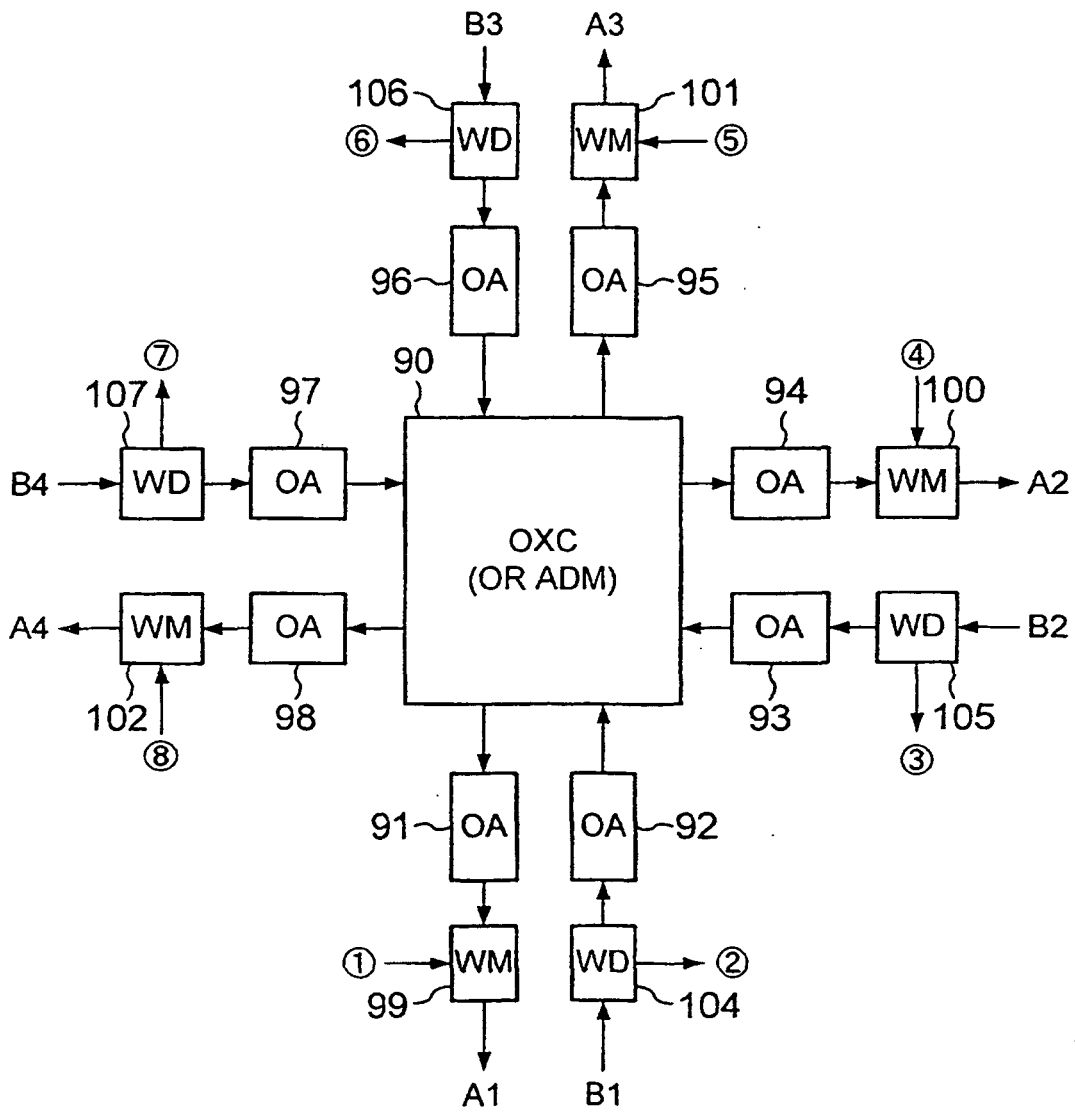 B3 A3
106 101
⑥ WD WM ⑤
96 OA OA 95
⑦ 90 ④
107 97 94 100
B4 WD OA OA WM A2
OXC
(OR ADM)
A4 WM OA OA WD B2
102 98 93 105
⑧ ③
91 OA OA 92
① WM WD ②
99 104
A1 B1